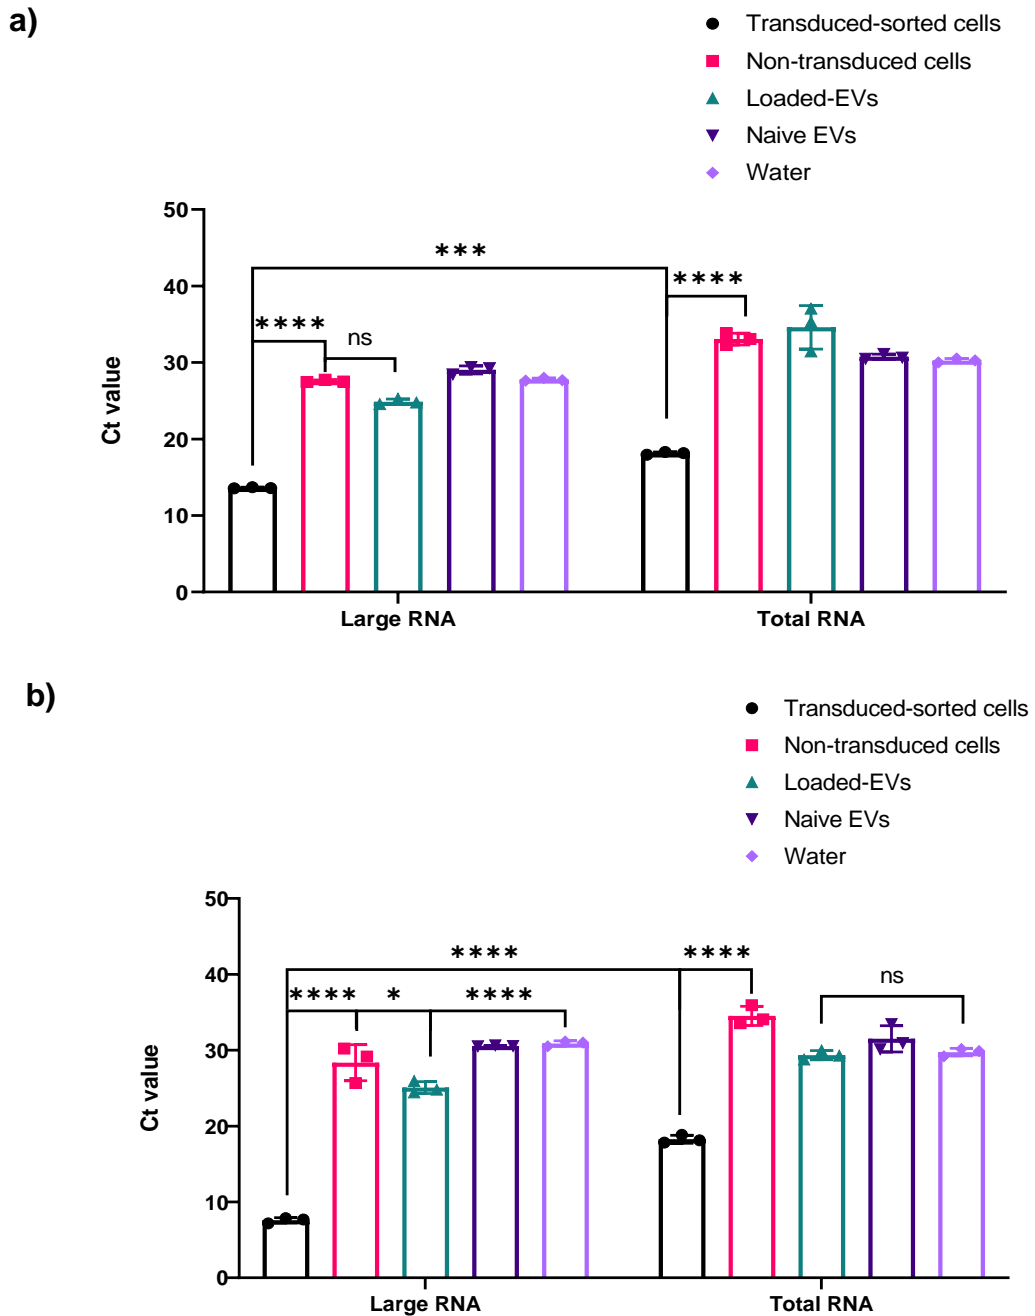 a)
Transduced-sorted cells
Non-transduced cells
Loaded-EVs
Naive EVs
Water
50
40
30
20
10
0
Ct value
***
****
****
ns
Large RNA
Total RNA
b)
Transduced-sorted cells
Non-transduced cells
Loaded-EVs
Naive EVs
Water
50
40
30
20
10
0
Ct value
****
****
****
*
****
ns
Large RNA
Total RNA